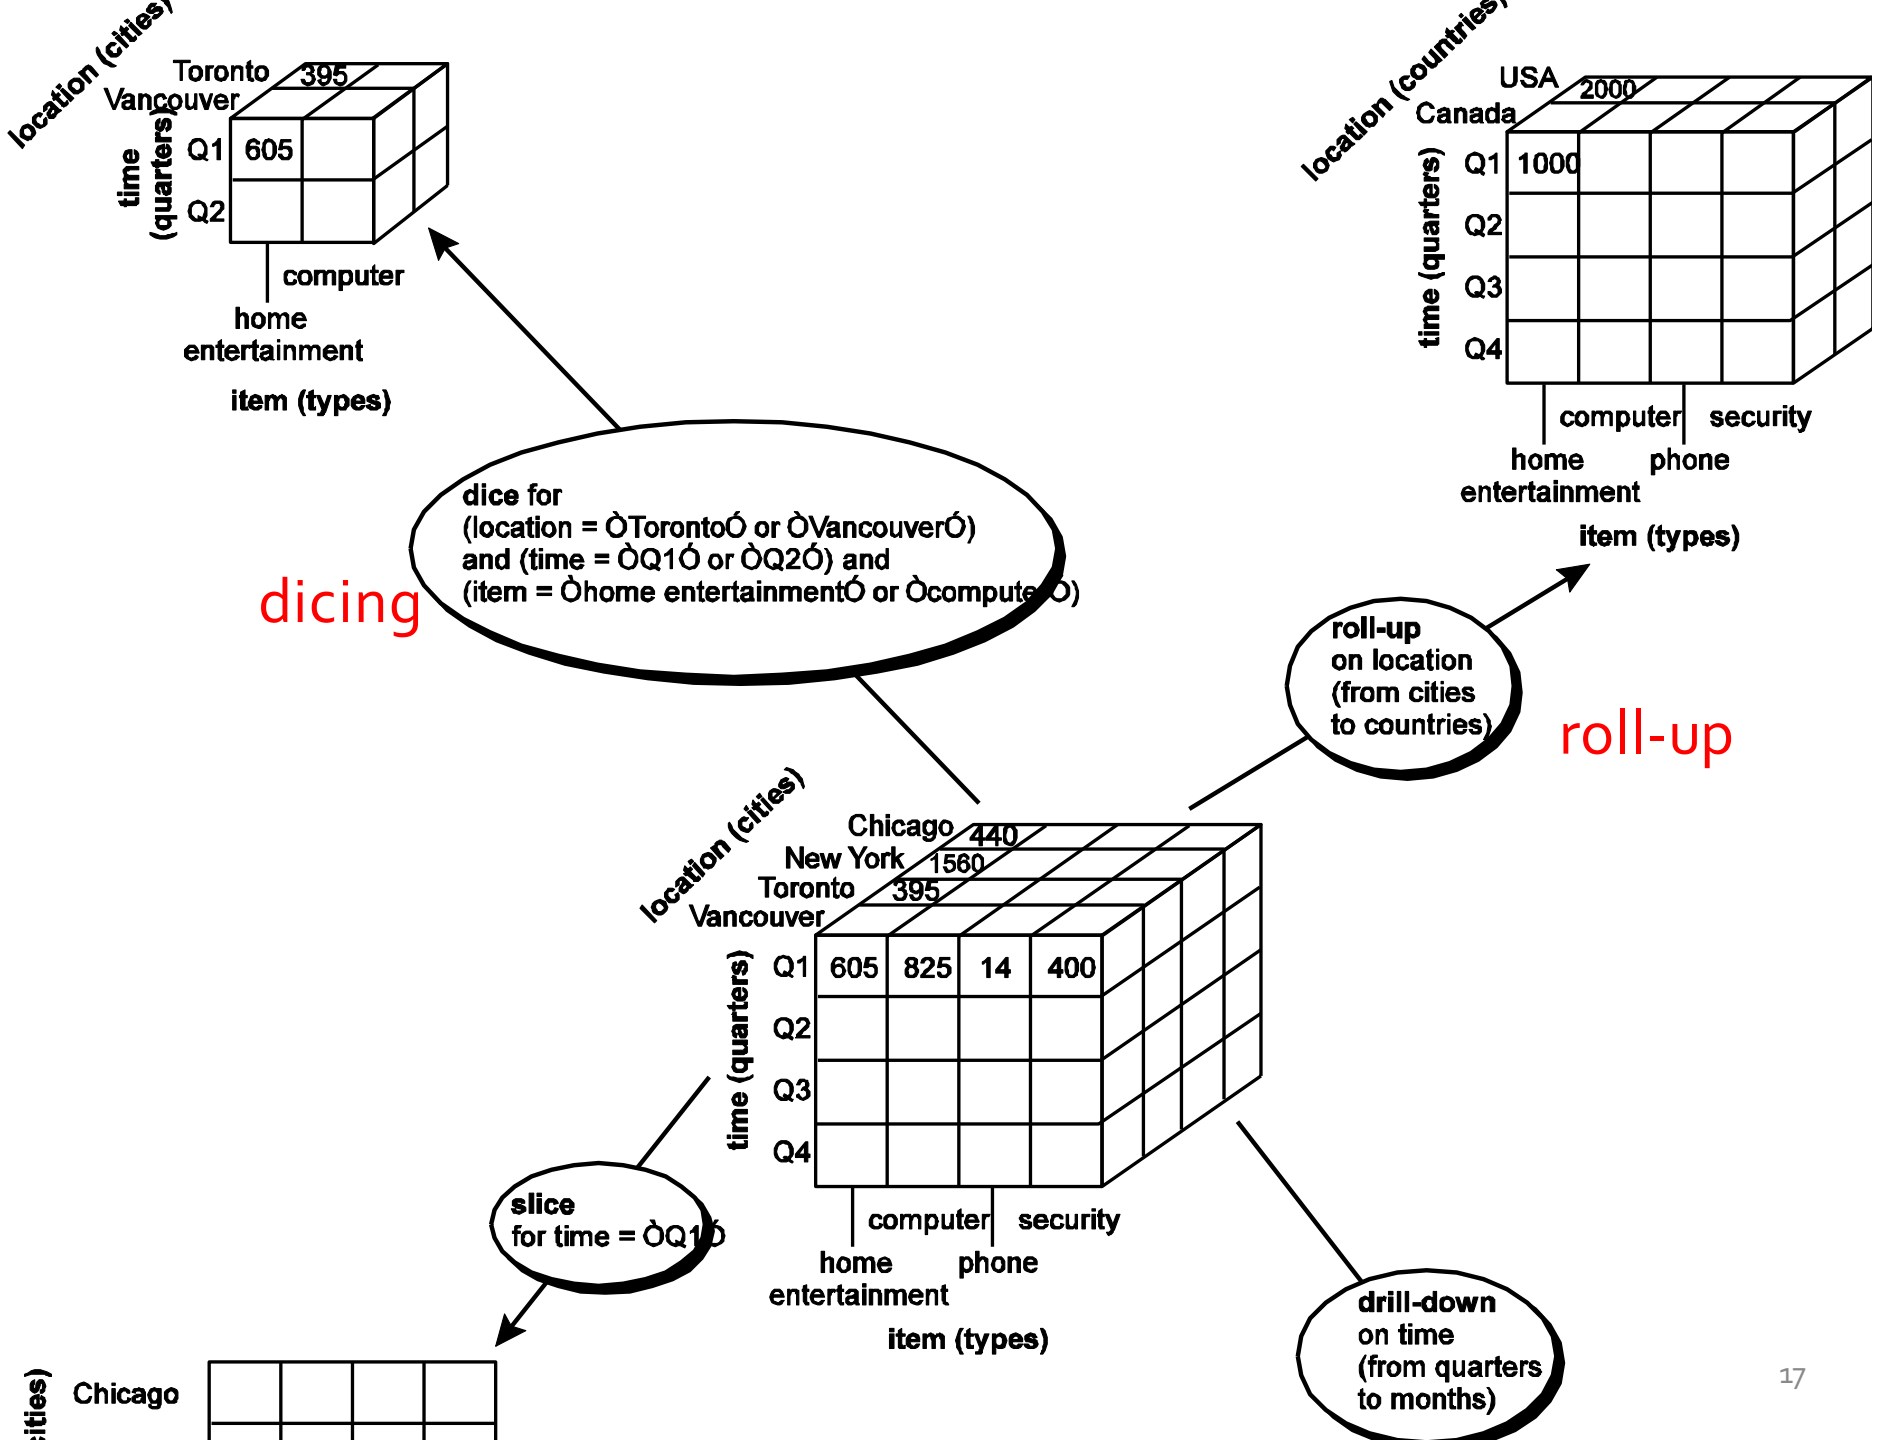 location (cities)
Toronto
395
Vancouver
time
(quarters)
Q1
605
Q2
computer
home
entertainment
item (types)
location (countries)
USA
2000
Canada
time (quarters)
Q1
1000
Q2
Q3
Q4
computer
security
home
phone
entertainment
item (types)
dice for
(location = ÒTorontoÓ or ÒVancouverÓ)
and (time = ÒQ1Ó or ÒQ2Ó) and
(item = Òhome entertainmentÓ or ÒcomputerÓ)
dicing
roll-up
on location
(from cities
to countries)
roll-up
location (cities)
Chicago
440
New York
1560
Toronto
395
Vancouver
time (quarters)
Q1 605 825 14 400
Q2
Q3
Q4
computer
security
home
phone
entertainment
item (types)
slice
for time = ÒQ1Ó
drill-down
on time
(from quarters
to months)
17
Chicago